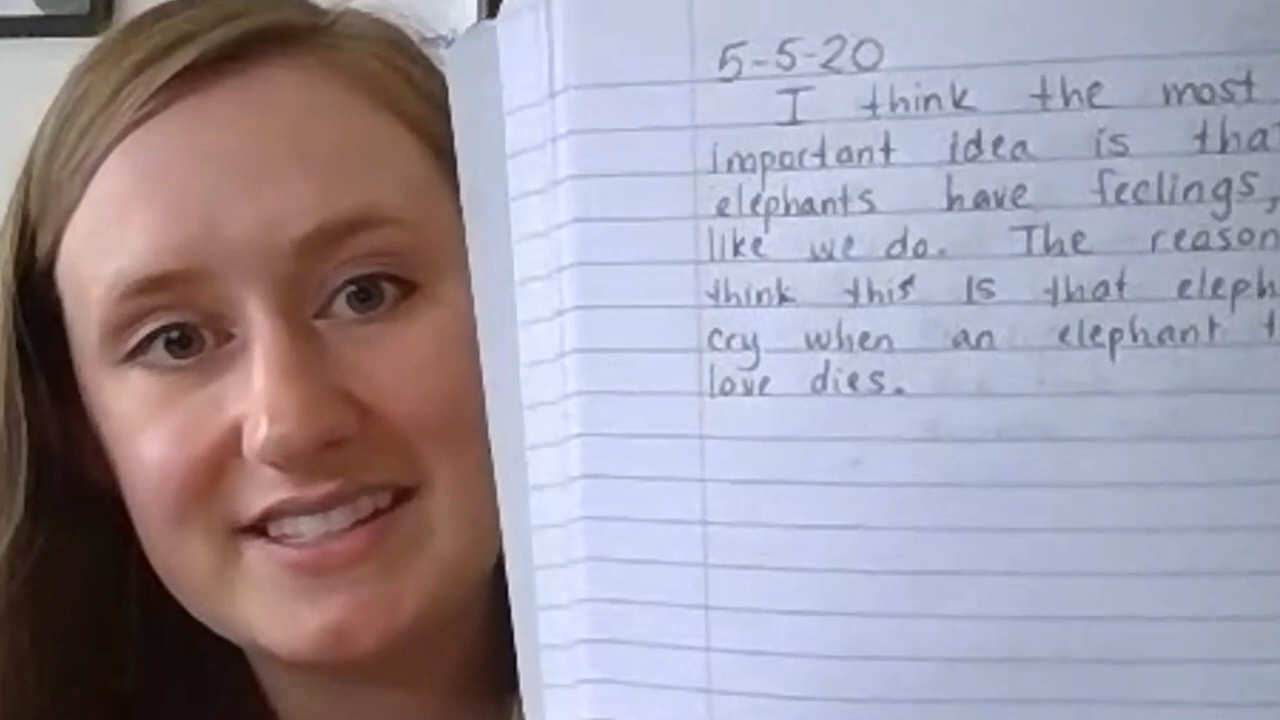 5-5-20
I think the most
important idea is tha
elephants have feelings,
like we do. The reason
think this is that eleph
cry when an elephant t
love dies.